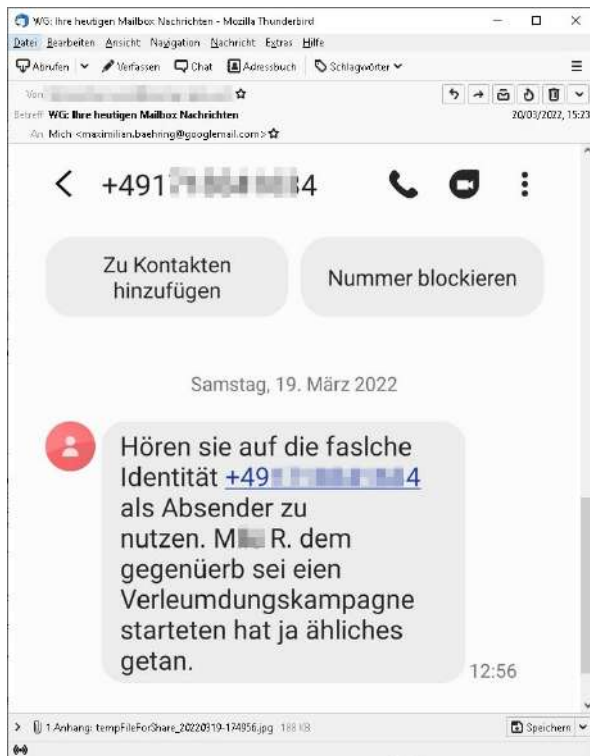 WG: Ihre heutigen Mailbox Nachrichten - Mozilla Thunderbird
Datei Bearbeiten Ansicht Navigation Nachricht Extras Hilfe
Abrufen Verfassen Chat Adressbuch Schlagwörter
Von
Betreff WG: Ihre heutigen Mailbox Nachrichten 20/03/2022, 15:23
An Mich <maximilian.baehring@googlemail.com>
+491 4
Zu Kontakten
hinzufügen
Nummer blockieren
Samstag, 19. März 2022
Hören sie auf die faslche
Identität +49 4
als Absender zu
nutzen. M R. dem
gegenüerb sei eien
Verleumdungskampagne
starteten hat ja ähliches
getan.
12:56
1 Anhang: tempFileForShare_20220319-174956.jpg 188 KB Speichern